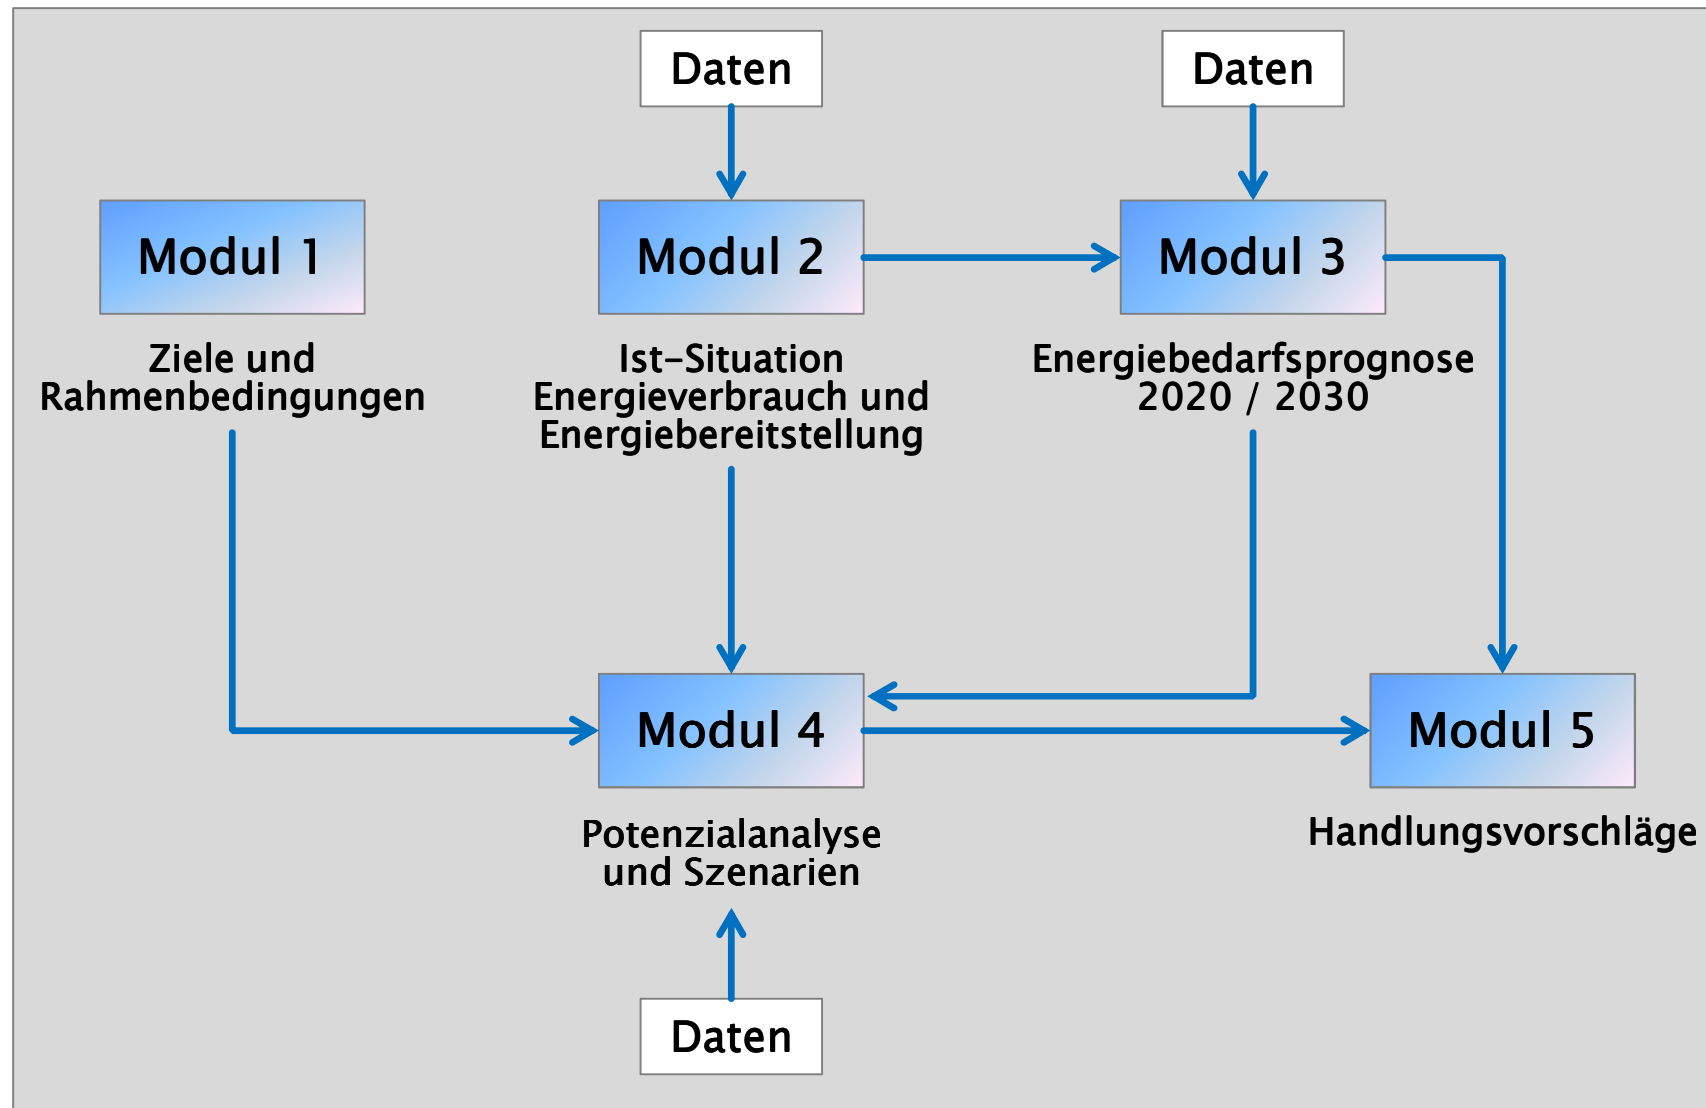 Daten
Daten
Modul 1
Modul 2
Modul 3
Ziele und
Rahmenbedingungen
Ist-Situation
Energieverbrauch und
Energiebereitstellung
Energiebedarfsprognose
2020 / 2030
Modul 4
Modul 5
Potenzialanalyse
und Szenarien
Handlungsvorschläge
Daten